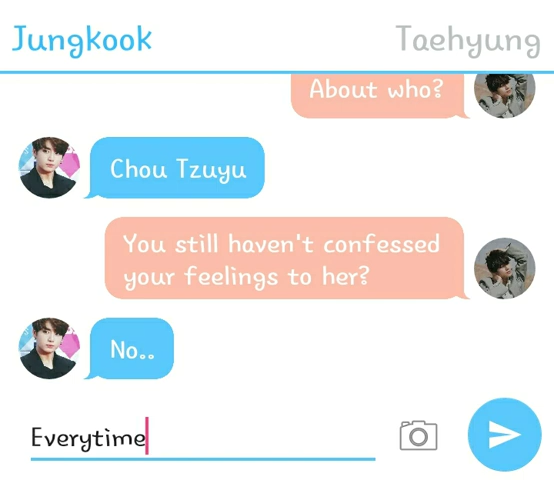 Jungkook Taehyung
About who?
Chou Tzuyu
You still haven't confessed
your feelings to her?
No..
Everytime